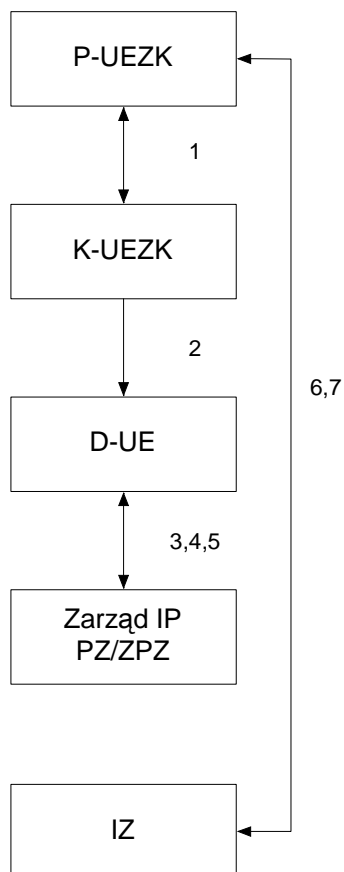 P-UEZK
1
K-UEZK
2
6,7
D-UE
3,4,5
Zarząd IP
PZ/ZPZ
IZ